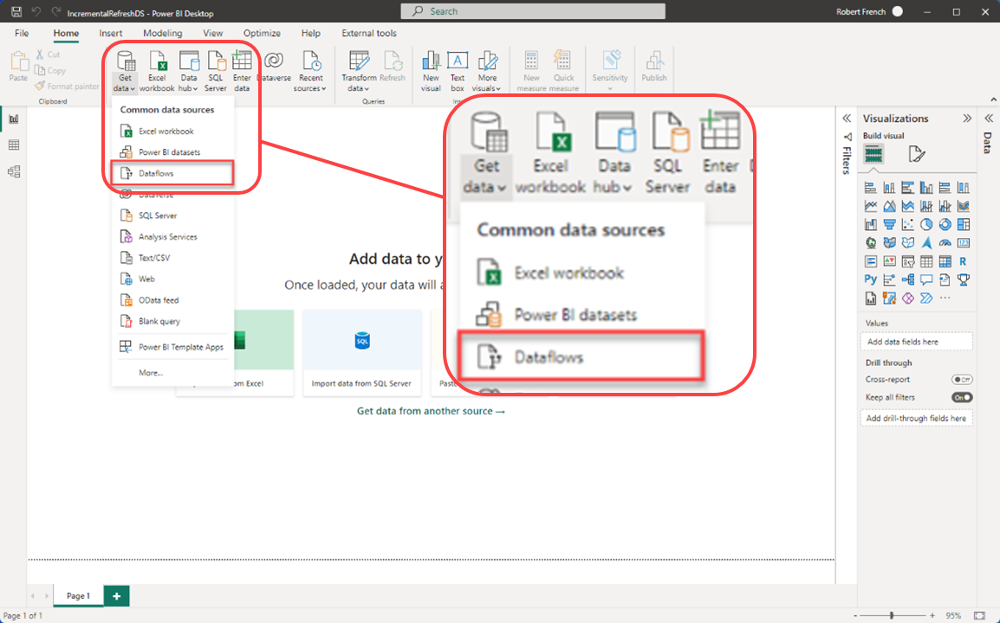 IncrementalRefreshDS - Power BI Desktop
Search
Robert French
File Home Insert Modeling View Optimize Help External tools
Paste
Cut
Copy
Format painter
Clipboard
Get data
Excel workbook
Data hub
SQL Server
Enter data
Dataverse
Recent sources
Transform data
Refresh
Queries
New visual
Text box
More visuals
New measure
Quick measure
Sensitivity
Publish
Common data sources
Excel workbook
Power BI datasets
Dataflows
Dataverse
SQL Server
Analysis Services
Text/CSV
Web
OData feed
Blank query
Power BI Template Apps
More...
Get data
Excel workbook
Data hub
SQL Server
Enter data
Common data sources
Excel workbook
Power BI datasets
Dataflows
Add data to y
Once loaded, your data will a
SQL
from Excel
Import data from SQL Server
Paste
Get data from another source →
Filters
Visualizations
Build visual
123
R
Py
...
Values
Add data fields here
Drill through
Cross-report
Off
Keep all filters
On
Add drill-through fields here
Data
Page 1
+
Page 1 of 1
- + 95%